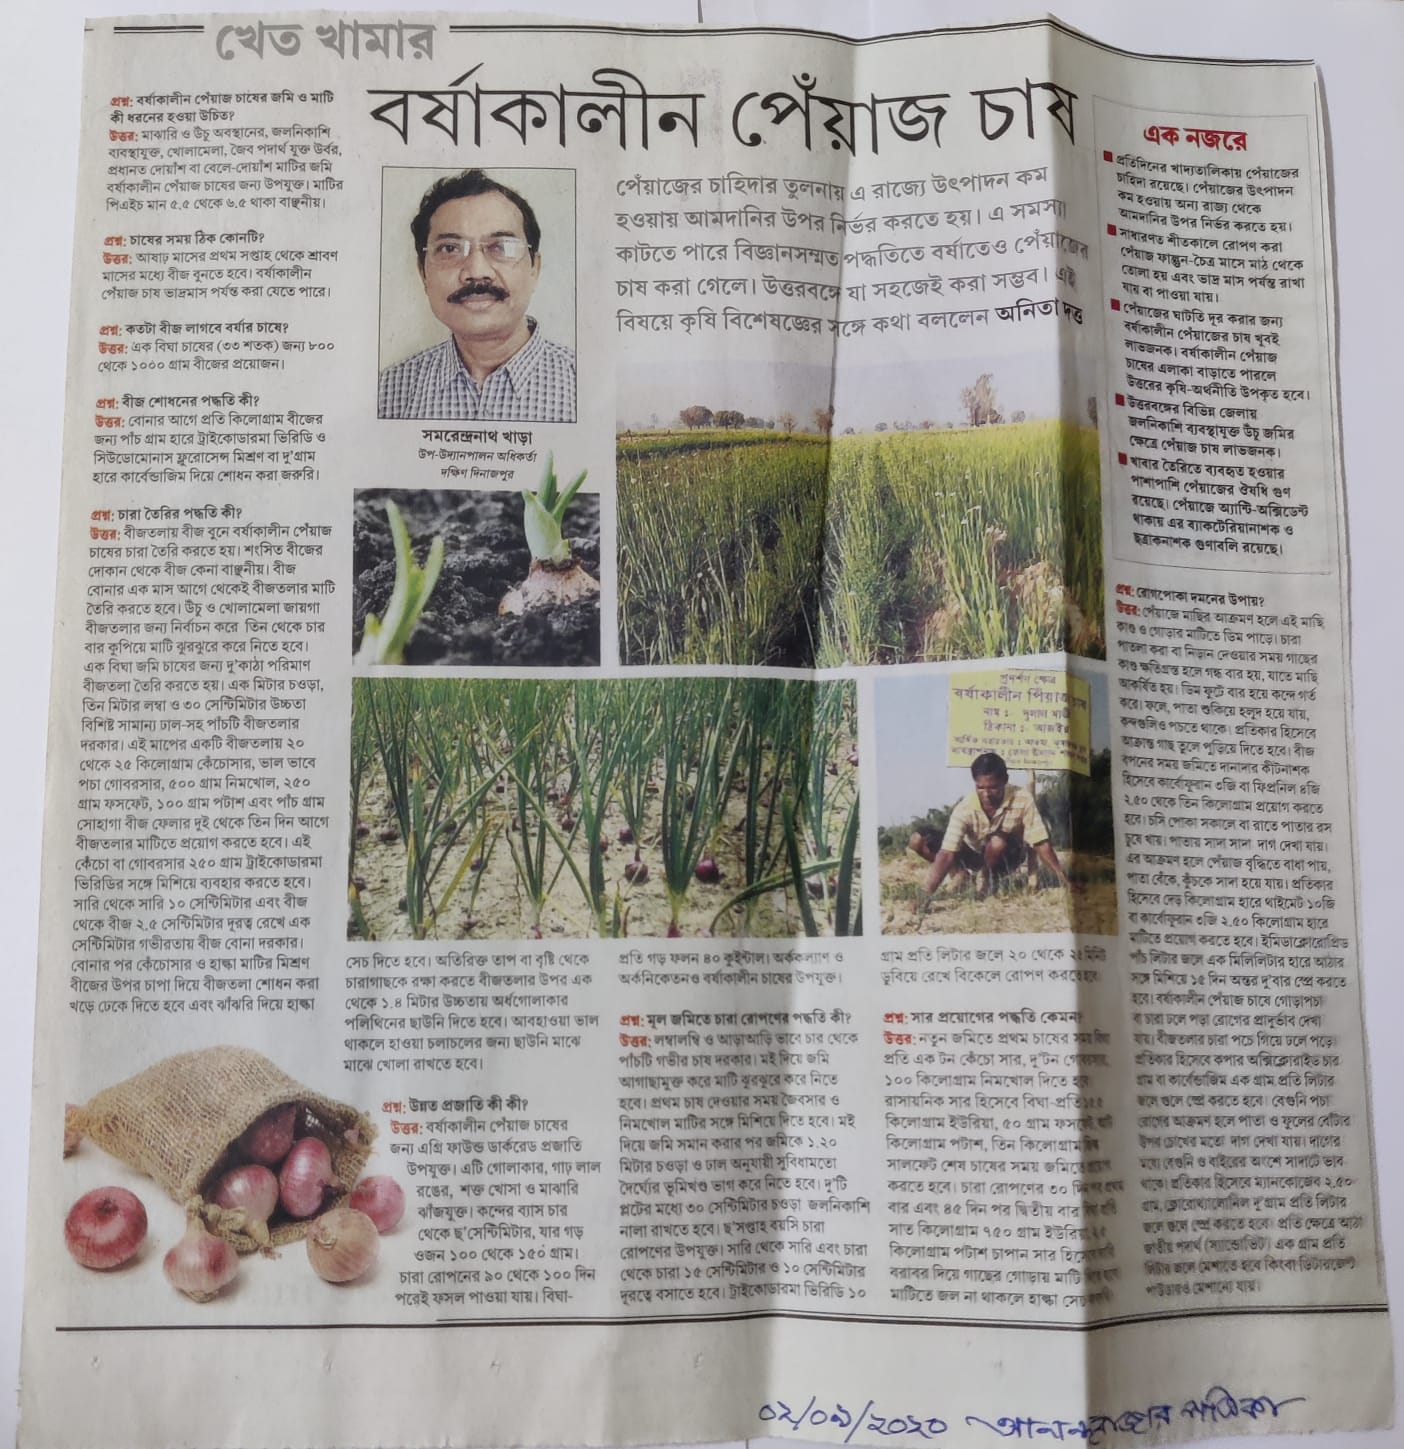 খেত খামার
বর্ষাকালীন পেঁয়াজ চাষ
প্রশ্ন: বর্ষাকালীন পেঁয়াজ চাষের জমি ও মাটি
কী ধরনের হওয়া উচিত?
উত্তর: মাঝারি ও উঁচু অবস্থানের, জলনিকাশি
ব্যবস্থাযুক্ত, খোলামেলা, জৈব পদার্থ যুক্ত উর্বর,
প্রধানত দোয়াঁশ বা বেলে-দোয়াঁশ মাটির জমি
বর্ষাকালীন পেঁয়াজ চাষের জন্য উপযুক্ত। মাটির
পিএইচ মান ৫.৫ থেকে ৬.৫ থাকা বাঞ্ছনীয়।
প্রশ্ন: চাষের সময় ঠিক কোনটি?
উত্তর: আষাঢ় মাসের প্রথম সপ্তাহ থেকে শ্রাবণ
মাসের মধ্যে বীজ বুনতে হবে। বর্ষাকালীন
পেঁয়াজ চাষ ভাদ্রমাস পর্যন্ত করা যেতে পারে।
প্রশ্ন: কতটা বীজ লাগবে বর্ষার চাষে?
উত্তর: এক বিঘা চাষের (৩৩ শতক) জন্য ৮০০
থেকে ১০০০ গ্রাম বীজের প্রয়োজন।
প্রশ্ন: বীজ শোধনের পদ্ধতি কী?
উত্তর: বোনার আগে প্রতি কিলোগ্রাম বীজের
জন্য পাঁচ গ্রাম হারে ট্রাইকোডারমা ভিরিডি ও
সিউডোমোনাস ফ্লুরোসেন্স মিশ্রণ বা দু'গ্রাম
হারে কার্বেন্ডাজিম দিয়ে শোধন করা জরুরি।
প্রশ্ন: চারা তৈরির পদ্ধতি কী?
উত্তর: বীজতলায় বীজ বুনে বর্ষাকালীন পেঁয়াজ
চাষের চারা তৈরি করতে হয়। শংসিত বীজের
দোকান থেকে বীজ কেনা বাঞ্ছনীয়। বীজ
বোনার এক মাস আগে থেকেই বীজতলার মাটি
তৈরি করতে হবে। উঁচু ও খোলামেলা জায়গা
বীজতলার জন্য নির্বাচন করে তিন থেকে চার
বার কুপিয়ে মাটি ঝুরঝুরে করে নিতে হবে।
এক বিঘা জমি চাষের জন্য দু'কাঠা পরিমাণ
বীজতলা তৈরি করতে হয়। এক মিটার চওড়া,
তিন মিটার লম্বা ও ৩০ সেন্টিমিটার উচ্চতা
বিশিষ্ট সামান্য ঢাল-সহ পাঁচটি বীজতলার
দরকার। এই মাপের একটি বীজতলায় ২০
থেকে ২৫ কিলোগ্রাম কেঁচোসার, ভাল ভাবে
পচা গোবরসার, ৫০০ গ্রাম নিমখোল, ২৫০
গ্রাম ফসফেট, ১০০ গ্রাম পটাশ এবং পাঁচ গ্রাম
সোহাগা বীজ ফেলার দুই থেকে তিন দিন আগে
বীজতলার মাটিতে প্রয়োগ করতে হবে। এই
কেঁচো বা গোবরসার ২৫০ গ্রাম ট্রাইকোডারমা
ভিরিডির সঙ্গে মিশিয়ে ব্যবহার করতে হবে।
সারি থেকে সারি ১০ সেন্টিমিটার এবং বীজ
থেকে বীজ ২.৫ সেন্টিমিটার দূরত্ব রেখে এক
সেন্টিমিটার গভীরতায় বীজ বোনা দরকার।
বোনার পর কেঁচোসার ও হাল্কা মাটির মিশ্রণ
বীজের উপর চাপা দিয়ে বীজতলা শোধন করা
খড়ে ঢেকে দিতে হবে এবং ঝাঁঝরি দিয়ে হাল্কা
সমরেন্দ্রনাথ খাড়া
উপ-উদ্যানপালন অধিকর্তা
দক্ষিণ দিনাজপুর
পেঁয়াজের চাহিদার তুলনায় এ রাজ্যে উৎপাদন কম
হওয়ায় আমদানির উপর নির্ভর করতে হয়। এ সমস্যা
কাটতে পারে বিজ্ঞানসম্মত পদ্ধতিতে বর্ষাতেও পেঁয়াজের
চাষ করা গেলে। উত্তরবঙ্গে যা সহজেই করা সম্ভব। এই
বিষয়ে কৃষি বিশেষজ্ঞের সঙ্গে কথা বললেন অনিতা দত্ত
প্রদর্শন ক্ষেত্র
বর্ষাকালীন পিঁয়াজ চাষ
নাম :-
ঠিকানা :-
সেচ দিতে হবে। অতিরিক্ত তাপ বা বৃষ্টি থেকে
চারাগাছকে রক্ষা করতে বীজতলার উপর এক
থেকে ১.৪ মিটার উচ্চতায় অর্ধগোলাকার
পলিথিনের ছাউনি দিতে হবে। আবহাওয়া ভাল
থাকলে হাওয়া চলাচলের জন্য ছাউনি মাঝে
মাঝে খোলা রাখতে হবে।
প্রশ্ন: উন্নত প্রজাতি কী কী?
উত্তর: বর্ষাকালীন পেঁয়াজ চাষের
জন্য এগ্রি ফাউন্ড ডার্করেড প্রজাতি
উপযুক্ত। এটি গোলাকার, গাঢ় লাল
রঙের, শক্ত খোসা ও মাঝারি
ঝাঁজযুক্ত। কন্দের ব্যাস চার
থেকে ছ'সেন্টিমিটার, যার গড়
ওজন ১০০ থেকে ১৫০ গ্রাম।
চারা রোপনের ৯০ থেকে ১০০ দিন
পরেই ফসল পাওয়া যায়। বিঘা-
প্রতি গড় ফলন ৪০ কুইন্টাল। অর্ককল্যাণ ও
অর্কনিকেতনও বর্ষাকালীন চাষের উপযুক্ত।
প্রশ্ন: মূল জমিতে চারা রোপণের পদ্ধতি কী?
উত্তর: লম্বালম্বি ও আড়াআড়ি ভাবে চার থেকে
পাঁচটি গভীর চাষ দরকার। মই দিয়ে জমি
আগাছামুক্ত করে মাটি ঝুরঝুরে করে নিতে
হবে। প্রথম চাষ দেওয়ার সময় জৈবসার ও
নিমখোল মাটির সঙ্গে মিশিয়ে দিতে হবে। মই
দিয়ে জমি সমান করার পর জমিকে ১.২০
মিটার চওড়া ও ঢাল অনুযায়ী সুবিধামতো
দৈর্ঘ্যের ভূমিখণ্ড ভাগ করে নিতে হবে। দু'টি
প্লটের মধ্যে ৩০ সেন্টিমিটার চওড়া জলনিকাশি
নালা রাখতে হবে। ছ'সপ্তাহ বয়সি চারা
রোপণের উপযুক্ত। সারি থেকে সারি এবং চারা
থেকে চারা ১৫ সেন্টিমিটার ও ১০ সেন্টিমিটার
দূরত্বে বসাতে হবে। ট্রাইকোডারমা ভিরিডি ১০
গ্রাম প্রতি লিটার জলে ২০ থেকে ২৫ মিনিট
ডুবিয়ে রেখে বিকেলে রোপণ করতে হবে।
প্রশ্ন: সার প্রয়োগের পদ্ধতি কেমন?
উত্তর: নতুন জমিতে প্রথম চাষের সময় বিঘা
প্রতি এক টন কেঁচো সার, দু'টন গোবরসার,
১০০ কিলোগ্রাম নিমখোল দিতে হবে।
রাসায়নিক সার হিসেবে বিঘা-প্রতি
কিলোগ্রাম ইউরিয়া, ৫০ গ্রাম ফসফেট,
কিলোগ্রাম পটাশ, তিন কিলোগ্রাম
সালফেট শেষ চাষের সময় জমিতে
করতে হবে। চারা রোপণের ৩০ দিন
বার এবং ৪৫ দিন পর দ্বিতীয় বার
সাত কিলোগ্রাম ৭৫০ গ্রাম ইউরিয়া
কিলোগ্রাম পটাশ চাপান সার হিসেবে
বরাবর দিয়ে গাছের গোড়ায় মাটি
মাটিতে জল না থাকলে হাল্কা সেচ
এক নজরে
প্রতিদিনের খাদ্যতালিকায় পেঁয়াজের
চাহিদা রয়েছে। পেঁয়াজের উৎপাদন
কম হওয়ায় অন্য রাজ্য থেকে
আমদানির উপর নির্ভর করতে হয়।
সাধারণত শীতকালে রোপণ করা
পেঁয়াজ ফাল্গুন-চৈত্র মাসে মাঠ থেকে
তোলা হয় এবং ভাদ্র মাস পর্যন্ত রাখা
যায় বা পাওয়া যায়।
পেঁয়াজের ঘাটতি দূর করার জন্য
বর্ষাকালীন পেঁয়াজের চাষ খুবই
লাভজনক। বর্ষাকালীন পেঁয়াজ
চাষের এলাকা বাড়াতে পারলে
উত্তরের কৃষি-অর্থনীতি উপকৃত হবে।
উত্তরবঙ্গের বিভিন্ন জেলায়
জলনিকাশি ব্যবস্থাযুক্ত উঁচু জমির
ক্ষেত্রে পেঁয়াজ চাষ লাভজনক।
খাবার তৈরিতে ব্যবহৃত হওয়ার
পাশাপাশি পেঁয়াজের ঔষধি গুণ
রয়েছে। পেঁয়াজে অ্যান্টি-অক্সিডেন্ট
থাকায় এর ব্যাকটেরিয়ানাশক ও
ছত্রাকনাশক গুণাবলি রয়েছে।
প্রশ্ন: রোগপোকা দমনের উপায়?
উত্তর: পেঁয়াজে মাছির আক্রমণ হলে এই মাছি
কাণ্ড ও গোড়ার মাটিতে ডিম পাড়ে। চারা
পাতলা করা বা নিড়ান দেওয়ার সময় গাছের
কাণ্ড ক্ষতিগ্রস্ত হলে গন্ধ বার হয়, যাতে মাছি
আকর্ষিত হয়। ডিম ফুটে বার হয়ে কন্দে গর্ত
করে। ফলে, পাতা শুকিয়ে হলুদ হয়ে যায়,
কন্দগুলিও পচতে থাকে। প্রতিকার হিসেবে
আক্রান্ত গাছ তুলে পুড়িয়ে দিতে হবে। বীজ
বপনের সময় জমিতে দানাদার কীটনাশক
হিসেবে কার্বোফুরান ৩জি বা ফিপ্রনিল ৪জি
২.৫০ থেকে তিন কিলোগ্রাম প্রয়োগ করতে
হবে। চসি পোকা সকালে বা রাতে পাতার রস
চুষে খায়। পাতায় সাদা সাদা দাগ দেখা যায়।
এর আক্রমণ হলে পেঁয়াজ বৃদ্ধিতে বাধা পায়,
পাতা বেঁকে, কুঁচকে সাদা হয়ে যায়। প্রতিকার
হিসেবে দেড় কিলোগ্রাম হারে থাইমেট ১০জি
বা কার্বোফুরান ৩জি ২.৫০ কিলোগ্রাম হারে
মাটিতে প্রয়োগ করতে হবে। ইমিডাক্লোরোপ্রিড
পাঁচ লিটার জলে এক মিলিলিটার হারে আঠার
সঙ্গে মিশিয়ে ১৫ দিন অন্তর দু'বার স্প্রে করতে
হবে। বর্ষাকালীন পেঁয়াজ চাষে গোড়াপচা
বা চারা ঢলে পড়া রোগের প্রাদুর্ভাব দেখা
যায়। বীজতলার চারা পচে গিয়ে ঢলে পড়ে।
প্রতিকার হিসেবে কপার অক্সিক্লোরাইড চার
গ্রাম বা কার্বেন্ডাজিম এক গ্রাম প্রতি লিটার
জলে গুলে স্প্রে করতে হবে। বেগুনি পচা
রোগের আক্রমণ হলে পাতা ও ফুলের বোঁটার
উপর চোখের মতো দাগ দেখা যায়। দাগের
মধ্যে বেগুনি ও বাইরের অংশে সাদাটে ভাব
থাকে। প্রতিকার হিসেবে ম্যানকোজেব ২.৫০
গ্রাম, ক্লোরোথ্যালোনিল দু'গ্রাম প্রতি লিটার
জলে গুলে স্প্রে করতে হবে। প্রতি ক্ষেত্রে আঠা
জাতীয় পদার্থ (স্যান্ডোভিট) এক গ্রাম প্রতি
লিটার জলে মেশাতে হবে কিংবা ডিটারজেন্ট
পাউডারও মেশানো যায়।
০২/০৯/২০২০ আনন্দবাজার পত্রিকা